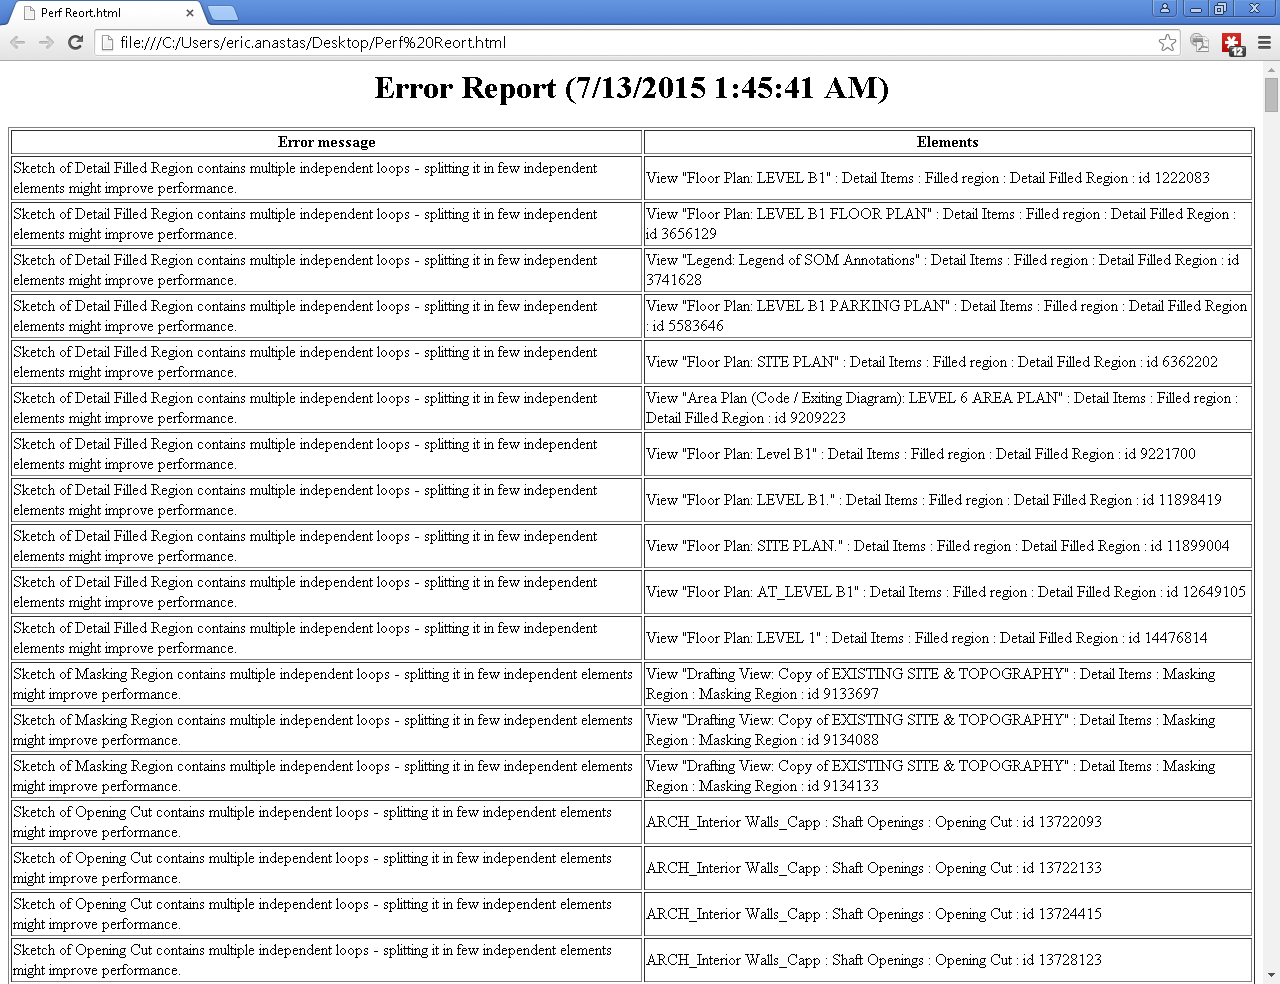 Perf Reort.html
file:///C:/Users/eric.anastas/Desktop/Perf%20Reort.html
12
Error Report (7/13/2015 1:45:41 AM)
Error message Elements
Sketch of Detail Filled Region contains multiple independent loops - splitting it in few independent
elements might improve performance.
View "Floor Plan: LEVEL B1" : Detail Items : Filled region : Detail Filled Region : id 1222083
Sketch of Detail Filled Region contains multiple independent loops - splitting it in few independent
elements might improve performance.
View "Floor Plan: LEVEL B1 FLOOR PLAN" : Detail Items : Filled region : Detail Filled Region :
id 3656129
Sketch of Detail Filled Region contains multiple independent loops - splitting it in few independent
elements might improve performance.
View "Legend: Legend of SOM Annotations" : Detail Items : Filled region : Detail Filled Region : id
3741628
Sketch of Detail Filled Region contains multiple independent loops - splitting it in few independent
elements might improve performance.
View "Floor Plan: LEVEL B1 PARKING PLAN" : Detail Items : Filled region : Detail Filled Region
: id 5583646
Sketch of Detail Filled Region contains multiple independent loops - splitting it in few independent
elements might improve performance.
View "Floor Plan: SITE PLAN" : Detail Items : Filled region : Detail Filled Region : id 6362202
Sketch of Detail Filled Region contains multiple independent loops - splitting it in few independent
elements might improve performance.
View "Area Plan (Code / Exiting Diagram): LEVEL 6 AREA PLAN" : Detail Items : Filled region :
Detail Filled Region : id 9209223
Sketch of Detail Filled Region contains multiple independent loops - splitting it in few independent
elements might improve performance.
View "Floor Plan: Level B1" : Detail Items : Filled region : Detail Filled Region : id 9221700
Sketch of Detail Filled Region contains multiple independent loops - splitting it in few independent
elements might improve performance.
View "Floor Plan: LEVEL B1." : Detail Items : Filled region : Detail Filled Region : id 11898419
Sketch of Detail Filled Region contains multiple independent loops - splitting it in few independent
elements might improve performance.
View "Floor Plan: SITE PLAN." : Detail Items : Filled region : Detail Filled Region : id 11899004
Sketch of Detail Filled Region contains multiple independent loops - splitting it in few independent
elements might improve performance.
View "Floor Plan: AT_LEVEL B1" : Detail Items : Filled region : Detail Filled Region : id 12649105
Sketch of Detail Filled Region contains multiple independent loops - splitting it in few independent
elements might improve performance.
View "Floor Plan: LEVEL 1" : Detail Items : Filled region : Detail Filled Region : id 14476814
Sketch of Masking Region contains multiple independent loops - splitting it in few independent elements
might improve performance.
View "Drafting View: Copy of EXISTING SITE & TOPOGRAPHY" : Detail Items : Masking
Region : Masking Region : id 9133697
Sketch of Masking Region contains multiple independent loops - splitting it in few independent elements
might improve performance.
View "Drafting View: Copy of EXISTING SITE & TOPOGRAPHY" : Detail Items : Masking
Region : Masking Region : id 9134088
Sketch of Masking Region contains multiple independent loops - splitting it in few independent elements
might improve performance.
View "Drafting View: Copy of EXISTING SITE & TOPOGRAPHY" : Detail Items : Masking
Region : Masking Region : id 9134133
Sketch of Opening Cut contains multiple independent loops - splitting it in few independent elements
might improve performance.
ARCH_Interior Walls_Capp : Shaft Openings : Opening Cut : id 13722093
Sketch of Opening Cut contains multiple independent loops - splitting it in few independent elements
might improve performance.
ARCH_Interior Walls_Capp : Shaft Openings : Opening Cut : id 13722133
Sketch of Opening Cut contains multiple independent loops - splitting it in few independent elements
might improve performance.
ARCH_Interior Walls_Capp : Shaft Openings : Opening Cut : id 13724415
Sketch of Opening Cut contains multiple independent loops - splitting it in few independent elements
might improve performance.
ARCH_Interior Walls_Capp : Shaft Openings : Opening Cut : id 13728123